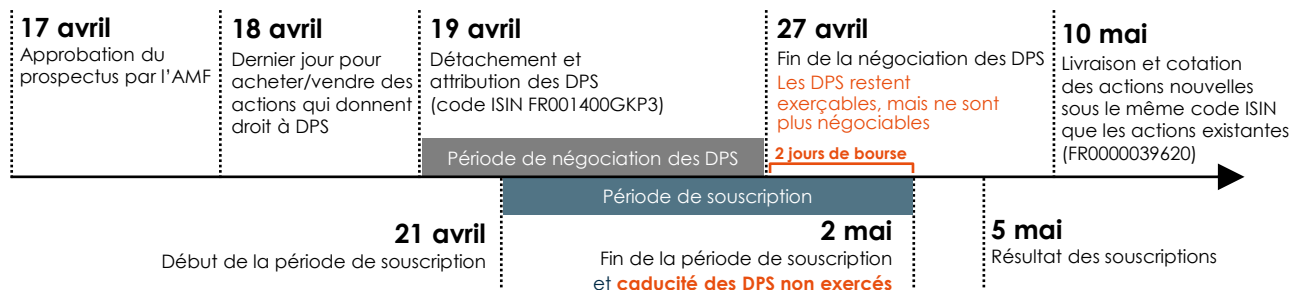 17 avril
Approbation du
prospectus par l'AMF
18 avril
Dernier jour pour
acheter/vendre des
actions qui donnent
droit à DPS
19 avril
Détachement et
attribution des DPS
(code ISIN FR001400GKP3)
27 avril
Fin de la négociation des DPS
Les DPS restent
exerçables, mais ne sont
plus négociables
10 mai
Livraison et cotation
des actions nouvelles
sous le même code ISIN
que les actions existantes
(FR0000039620)
Période de négociation des DPS
2 jours de bourse
Période de souscription
21 avril
Début de la période de souscription
2 mai
Fin de la période de souscription
et caducité des DPS non exercés
5 mai
Résultat des souscriptions